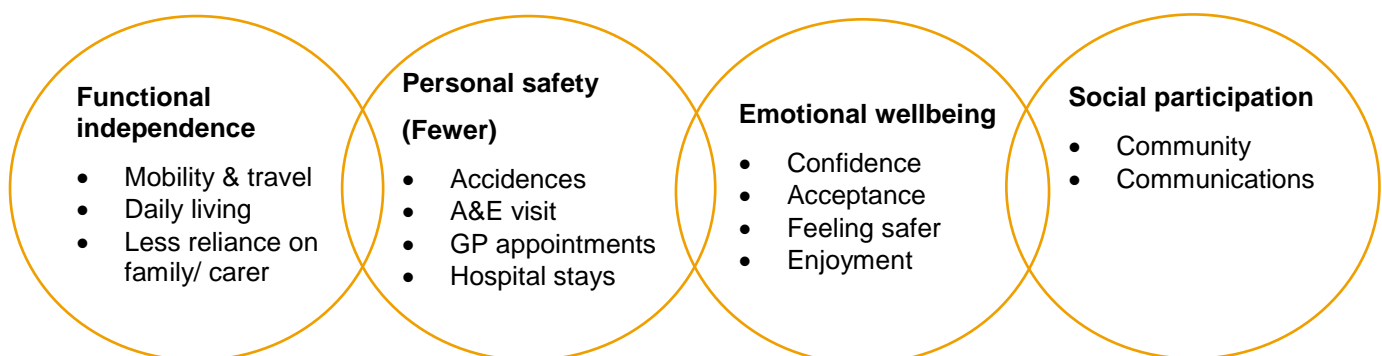 Functional
independence
• Mobility & travel
• Daily living
• Less reliance on
family/ carer
Personal safety
(Fewer)
• Accidences
• A&E visit
• GP appointments
• Hospital stays
Emotional wellbeing
• Confidence
• Acceptance
• Feeling safer
• Enjoyment
Social participation
• Community
• Communications